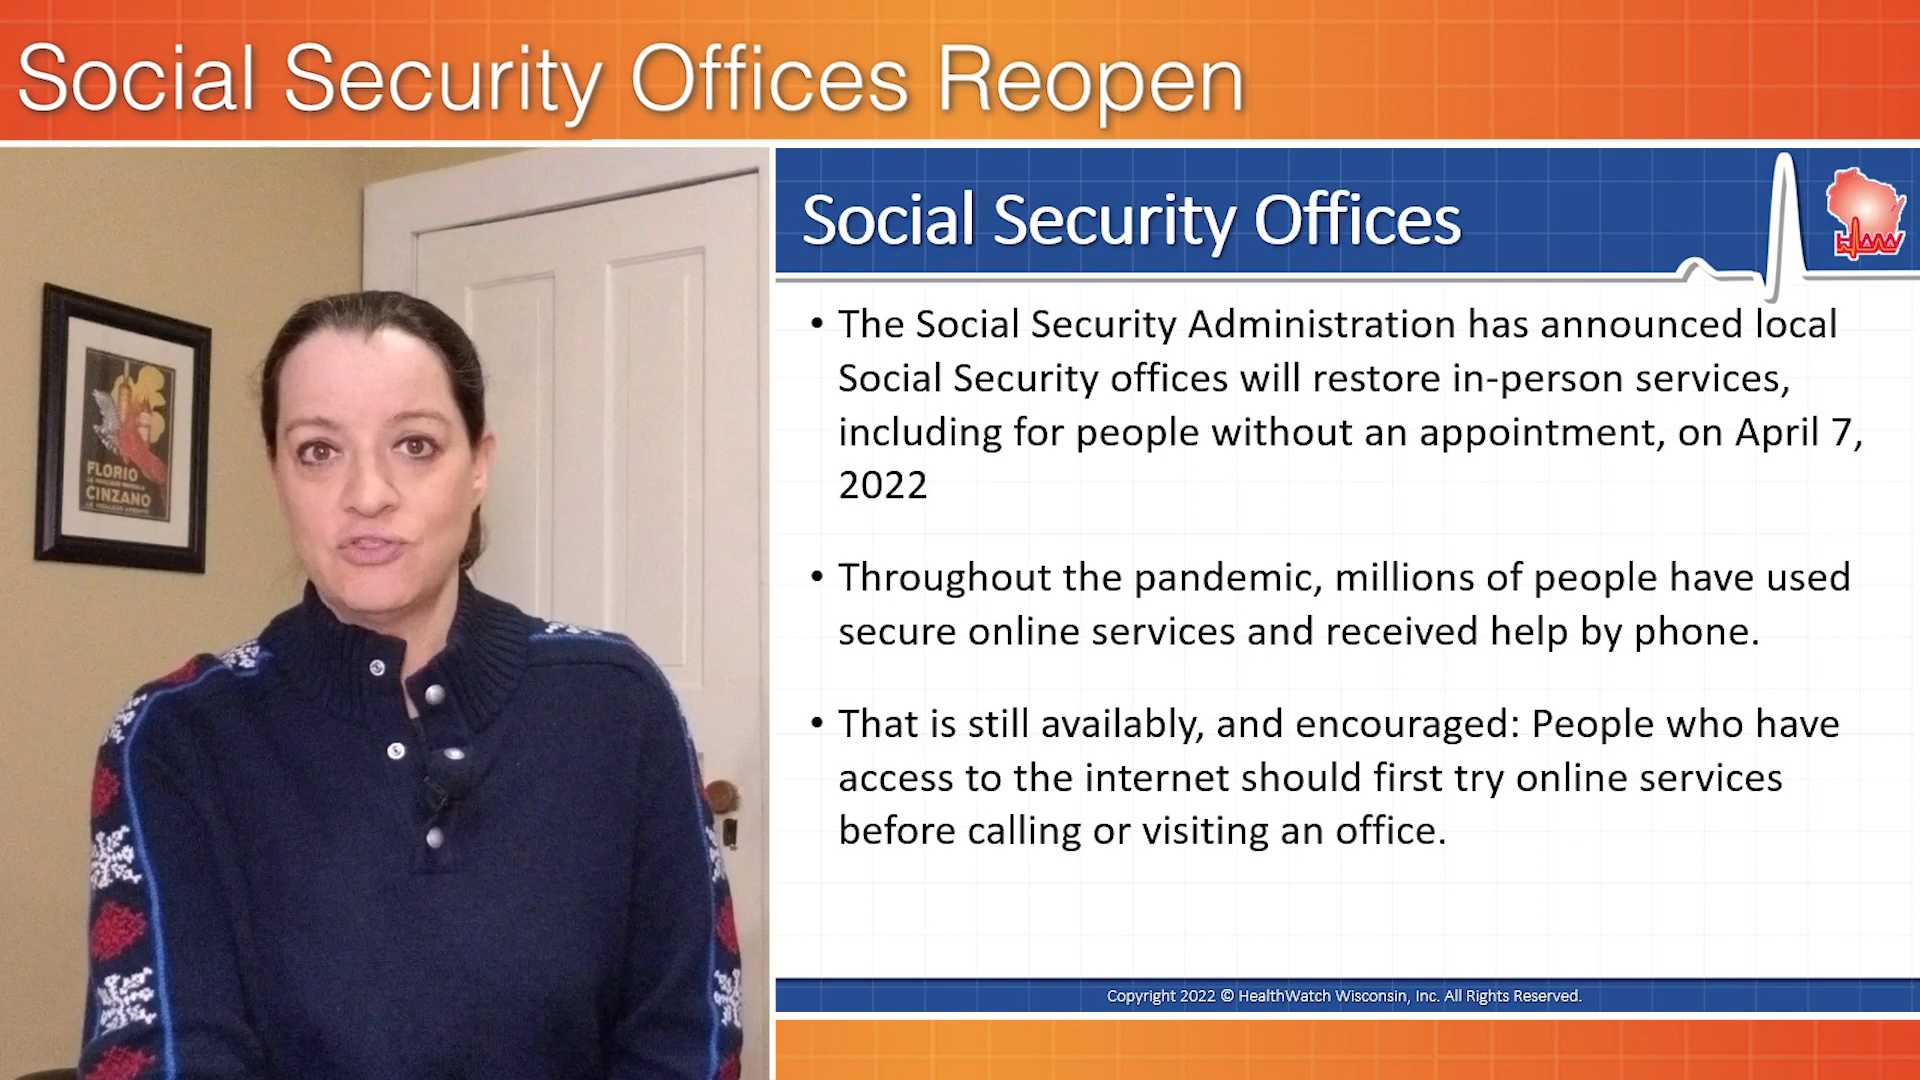 Social Security Offices Reopen
FLORIO
CINZANO
Social Security Offices
• The Social Security Administration has announced local
Social Security offices will restore in-person services,
including for people without an appointment, on April 7,
2022
• Throughout the pandemic, millions of people have used
secure online services and received help by phone.
• That is still availably, and encouraged: People who have
access to the internet should first try online services
before calling or visiting an office.
Copyright 2022 © HealthWatch Wisconsin, Inc. All Rights Reserved.